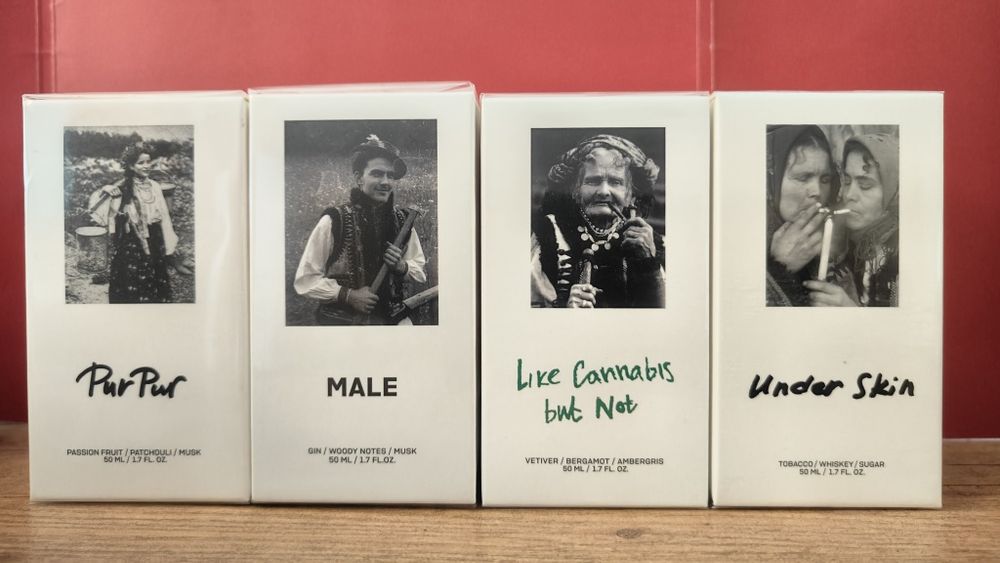 PurPur
PASSION FRUIT / PATCHOULI / MUSK
50 ML / 1.7 FL. OZ.
MALE
GIN / WOODY NOTES / MUSK
50 ML / 1.7 FL.OZ.
Like Cannabis
but Not
VETIVER / BERGAMOT / AMBERGRIS
50 ML / 1.7 FL. OZ.
Under Skin
TOBACCO / WHISKEY / SUGAR
50 ML / 1.7 FL. OZ.